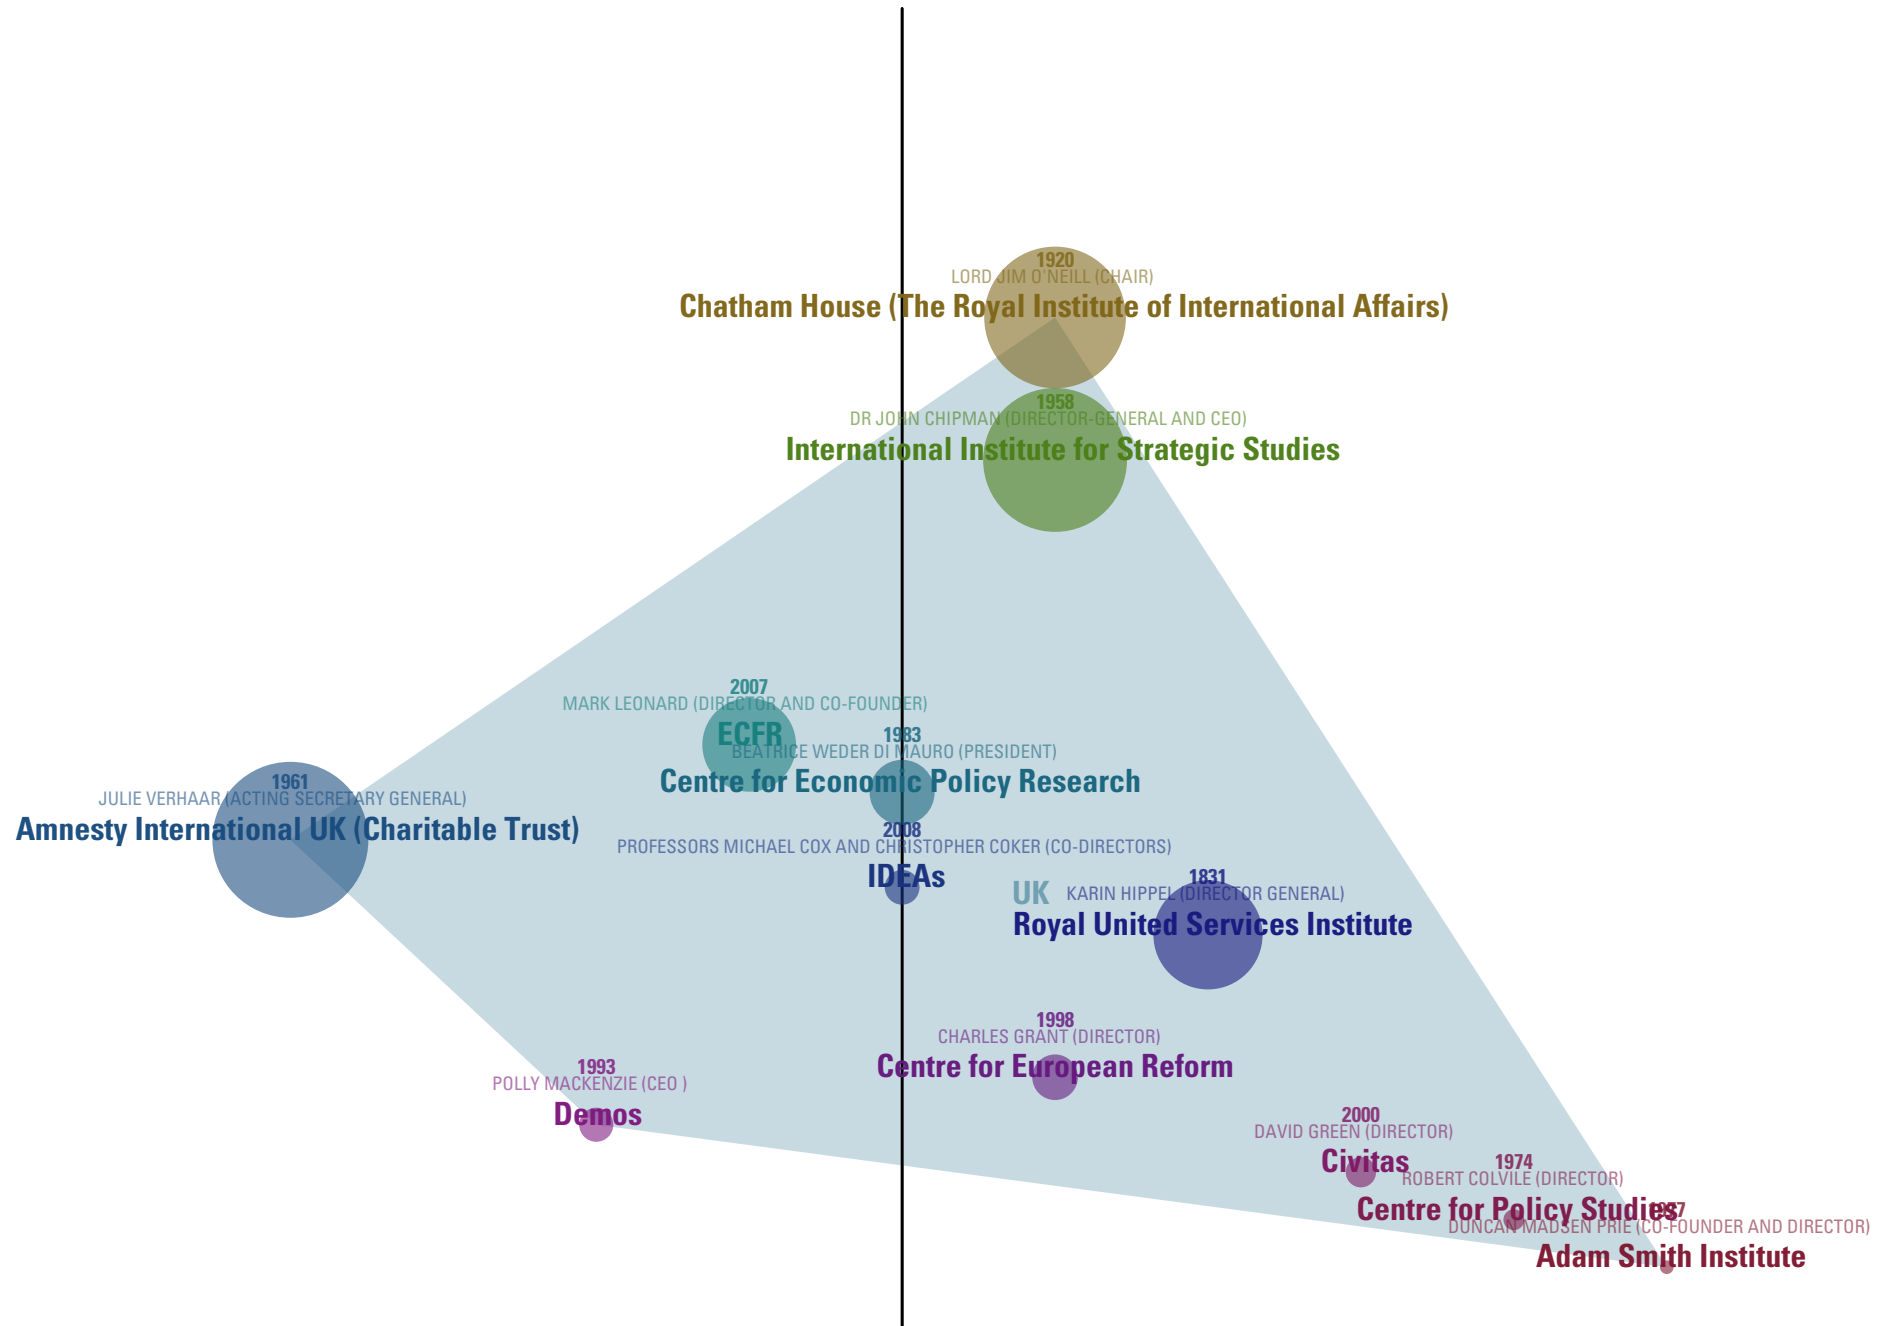 1920
LORD JIM O'NEILL (CHAIR)
Chatham House (The Royal Institute of International Affairs)
1958
DR JOHN CHIPMAN (DIRECTOR-GENERAL AND CEO)
International Institute for Strategic Studies
2007
MARK LEONARD (DIRECTOR AND CO-FOUNDER)
ECFR
1983
BEATRICE WEDER DI MAURO (PRESIDENT)
Centre for Economic Policy Research
1961
JULIE VERHAAR (ACTING SECRETARY GENERAL)
Amnesty International UK (Charitable Trust)
2008
PROFESSORS MICHAEL COX AND CHRISTOPHER COKER (CO-DIRECTORS)
IDEAs
UK
1831
KARIN HIPPEL (DIRECTOR GENERAL)
Royal United Services Institute
1998
CHARLES GRANT (DIRECTOR)
Centre for European Reform
1993
POLLY MACKENZIE (CEO )
Demos
2000
DAVID GREEN (DIRECTOR)
Civitas
1974
ROBERT COLVILE (DIRECTOR)
Centre for Policy Studies
1977
DUNCAN MADSEN PRIE (CO-FOUNDER AND DIRECTOR)
Adam Smith Institute